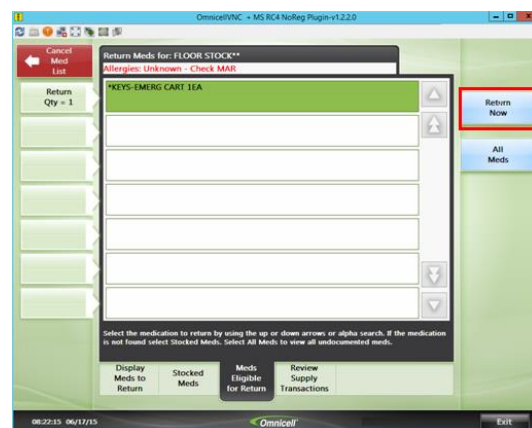 OmnicellVNC + MS RC4 NoReg Plugin-v1.2.2.0
Cancel
Med
List
Return Meds for: FLOOR STOCK**
Allergies: Unknown - Check MAR
Return
Qty = 1
*KEYS-EMERG CART 1EA
Return
Now
All
Meds
Select the medication to return by using the up or down arrows or alpha search. If the medication
is not found select Stocked Meds. Select All Meds to view all undocumented meds.
Display
Meds to
Return
Stocked
Meds
Meds
Eligible
for Return
Review
Supply
Transactions
08:22:15 06/17/15
Omnicell
Exit